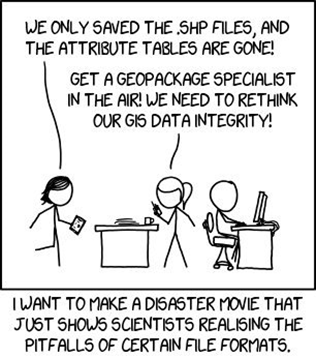 WE ONLY SAVED THE .SHP FILES, AND
THE ATTRIBUTE TABLES ARE GONE!
GET A GEOPACKAGE SPECIALIST
IN THE AIR! WE NEED TO RETHINK
OUR GIS DATA INTEGRITY!
I WANT TO MAKE A DISASTER MOVIE THAT
JUST SHOWS SCIENTISTS REALISING THE
PITFALLS OF CERTAIN FILE FORMATS.